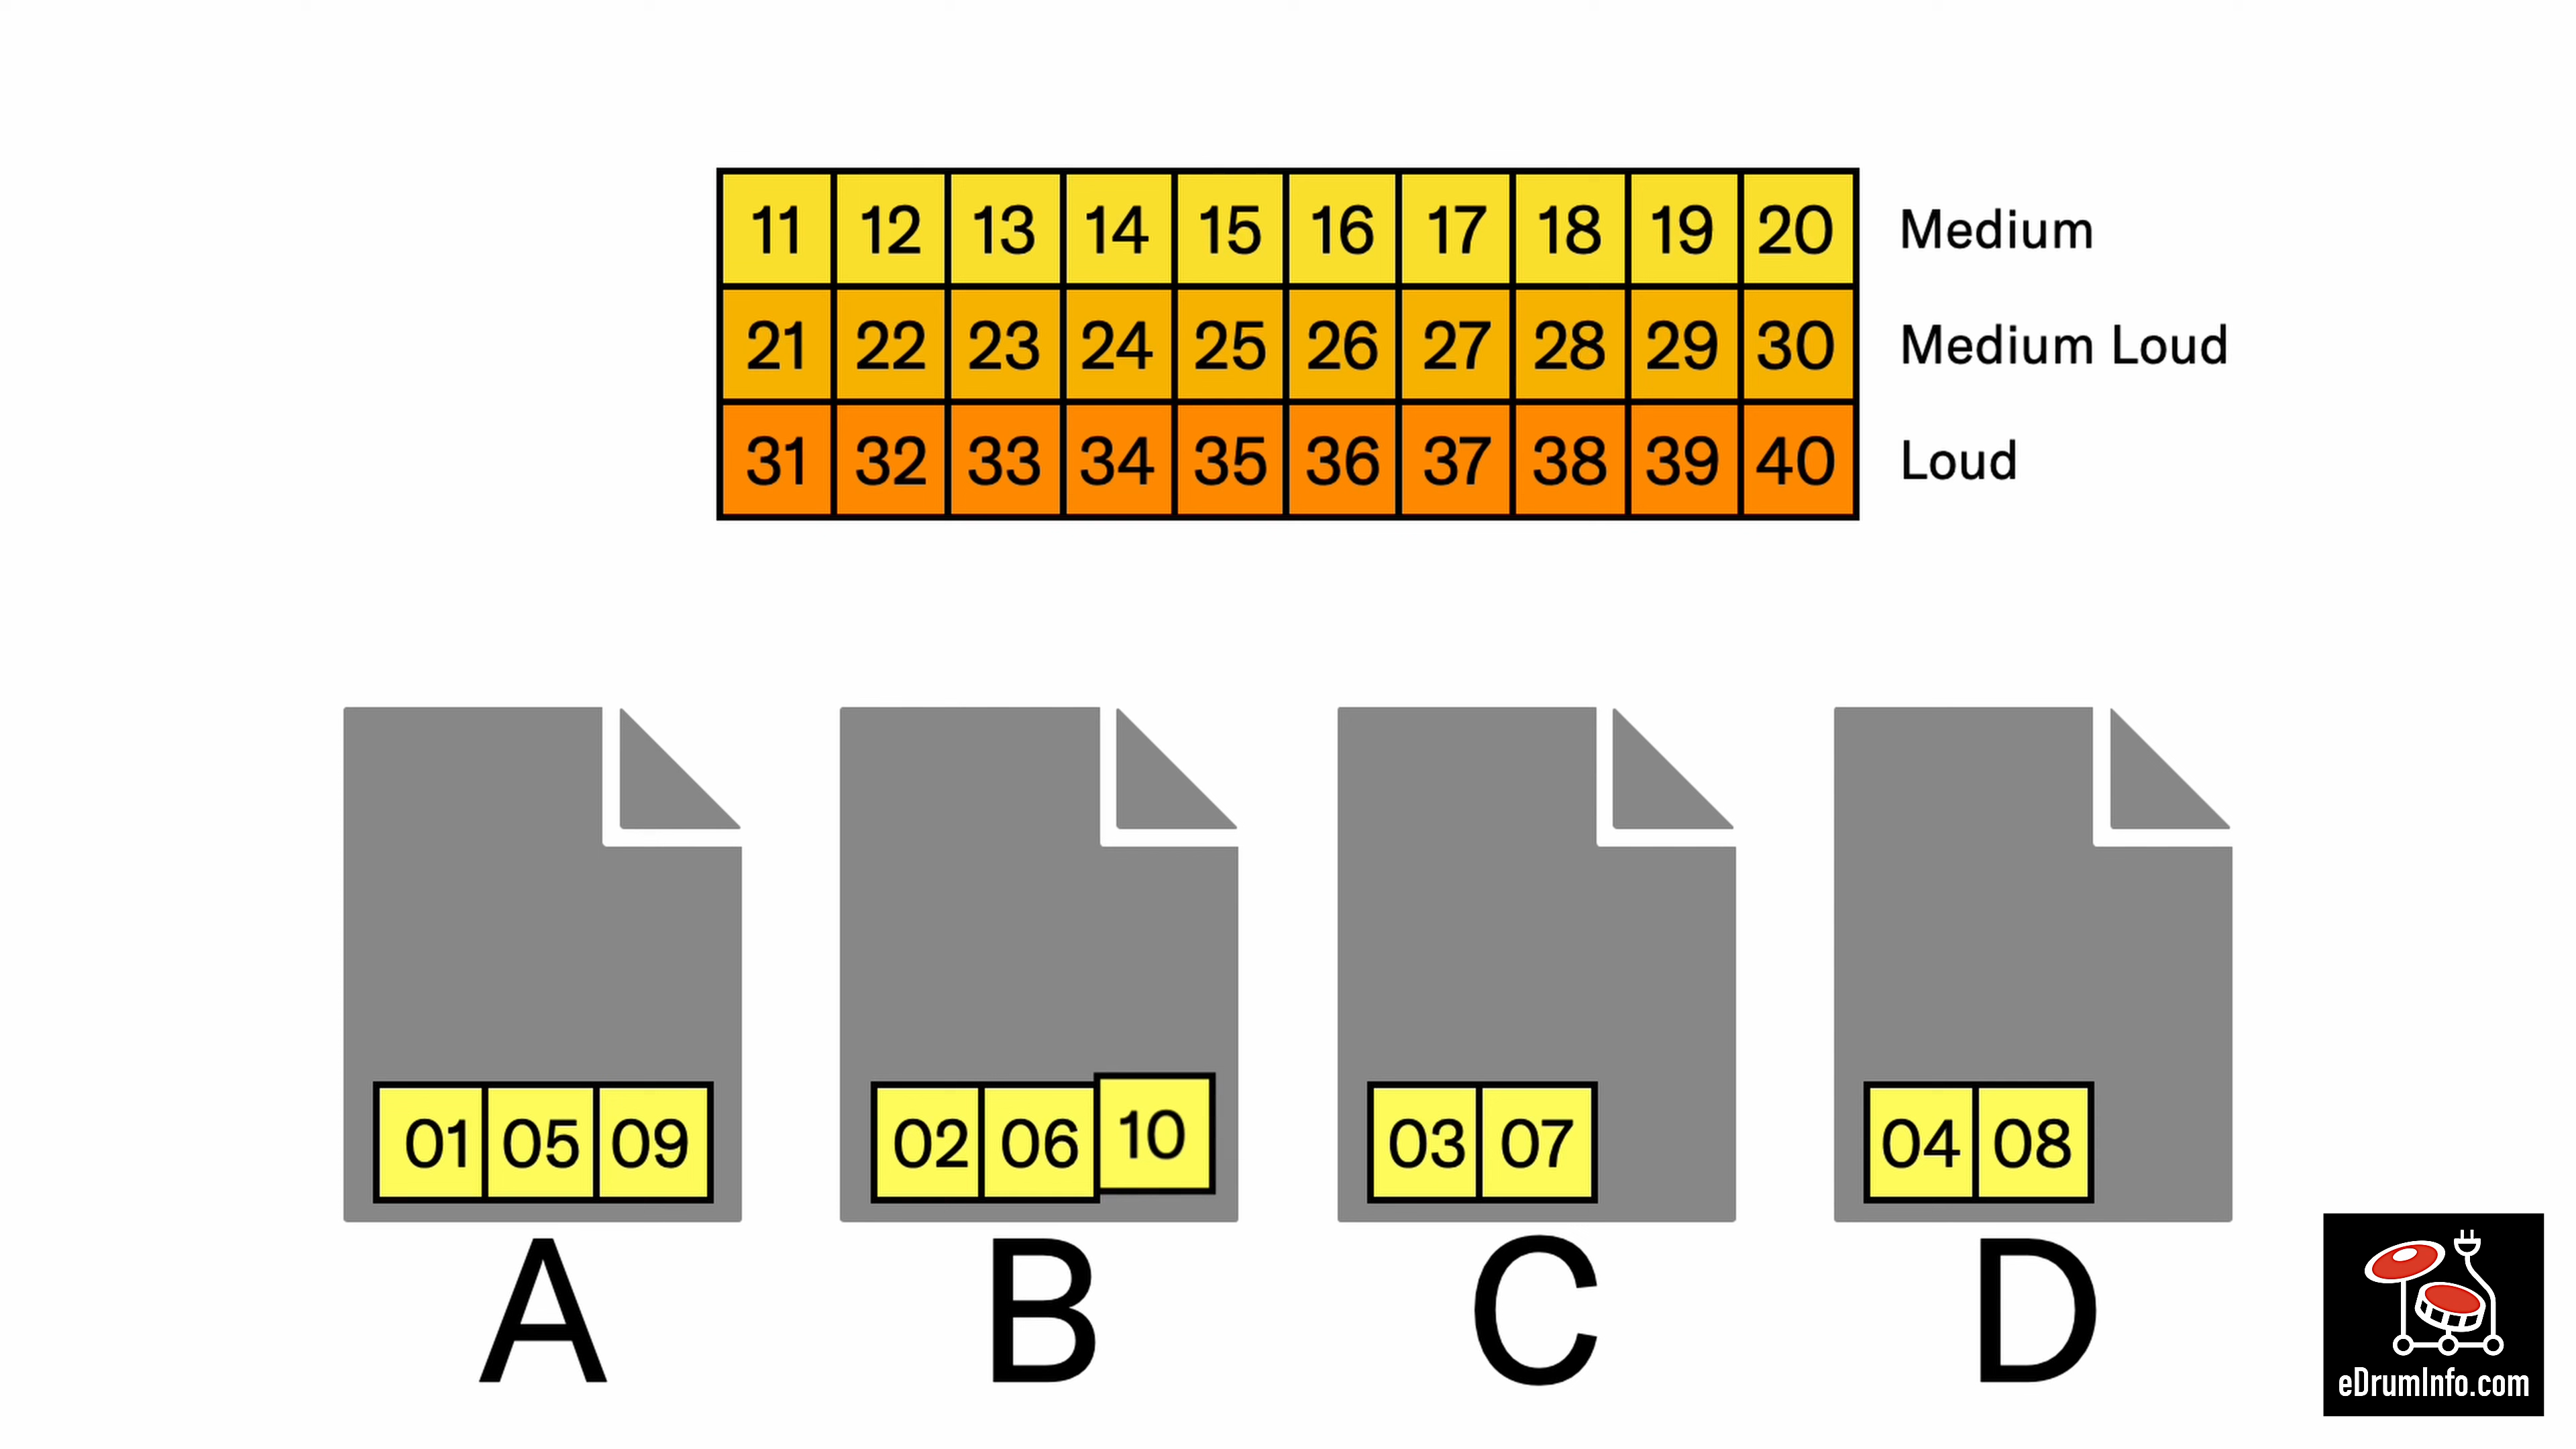 11 12 13 14 15 16 17 18 19 20 Medium
21 22 23 24 25 26 27 28 29 30 Medium Loud
31 32 33 34 35 36 37 38 39 40 Loud
01 05 09
02 06 10
03 07
04 08
A
B
C
D
eDrumInfo.com